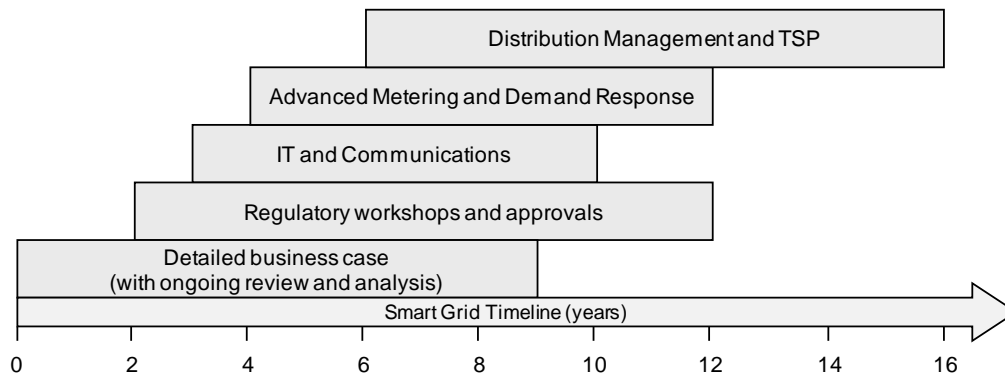 Distribution Management and TSP
Advanced Metering and Demand Response
IT and Communications
Regulatory workshops and approvals
Detailed business case
(with ongoing review and analysis)
Smart Grid Timeline (years)
0 2 4 6 8 10 12 14 16